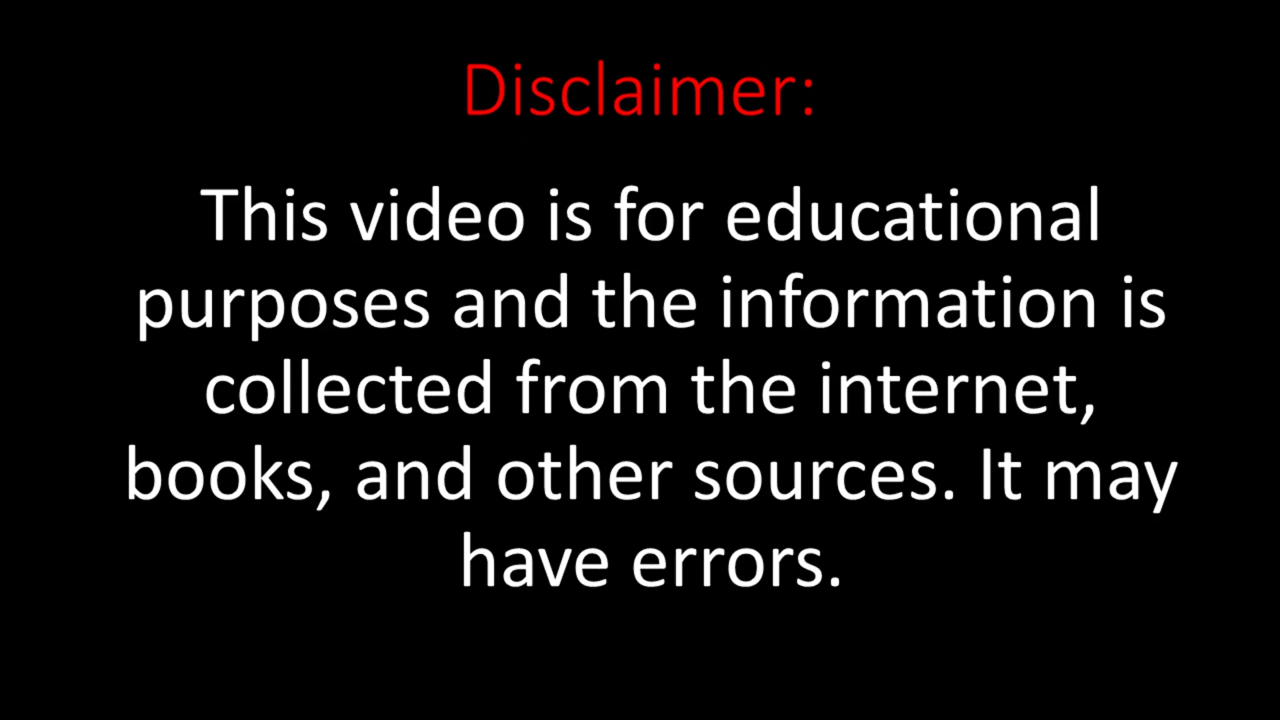 Disclaimer:
This video is for educational
purposes and the information is
collected from the internet,
books, and other sources. It may
have errors.